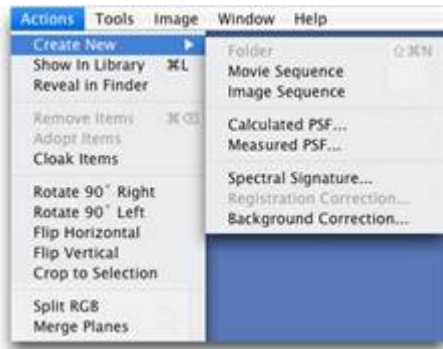 Actions Tools Image Window Help
Create New
Show In Library ⌘L
Reveal in Finder
Remove Items ⌘⌫
Adopt Items
Cloak Items
Rotate 90° Right
Rotate 90° Left
Flip Horizontal
Flip Vertical
Crop to Selection
Split RGB
Merge Planes
Folder ⇧⌘N
Movie Sequence
Image Sequence
Calculated PSF...
Measured PSF...
Spectral Signature...
Registration Correction...
Background Correction...